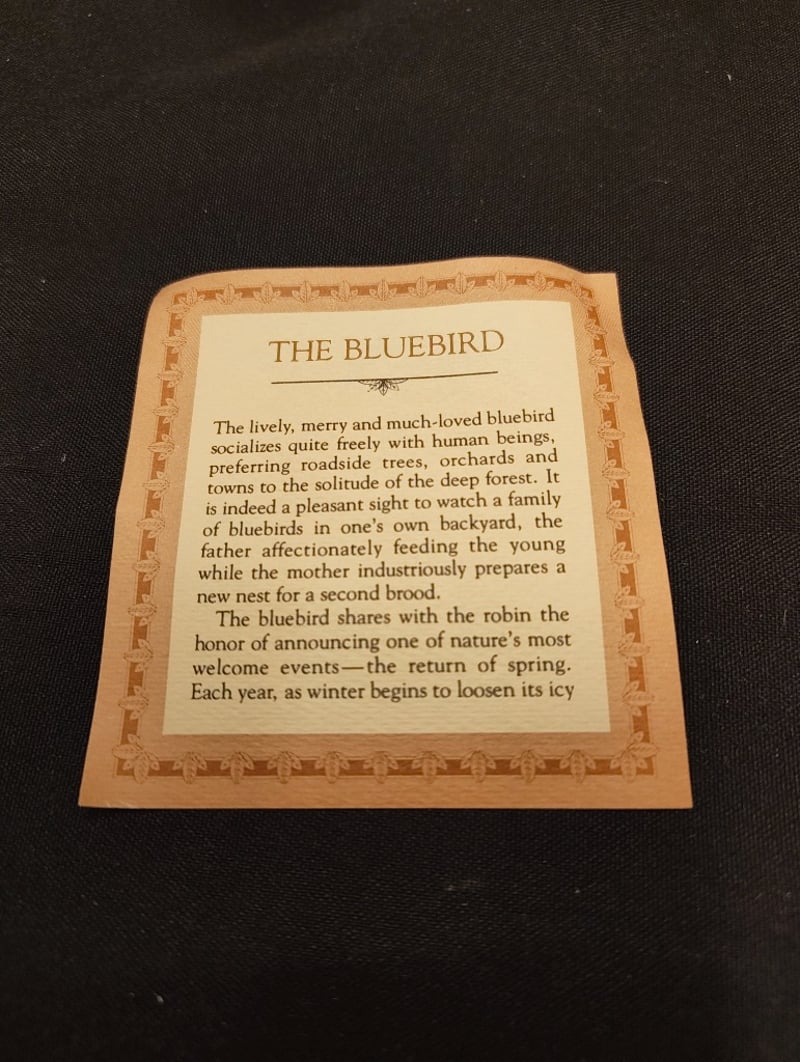 THE BLUEBIRD
The lively, merry and much-loved bluebird
socializes quite freely with human beings,
preferring roadside trees, orchards and
towns to the solitude of the deep forest. It
is indeed a pleasant sight to watch a family
of bluebirds in one's own backyard, the
father affectionately feeding the young
while the mother industriously prepares a
new nest for a second brood.
The bluebird shares with the robin the
honor of announcing one of nature's most
welcome events—the return of spring.
Each year, as winter begins to loosen its icy